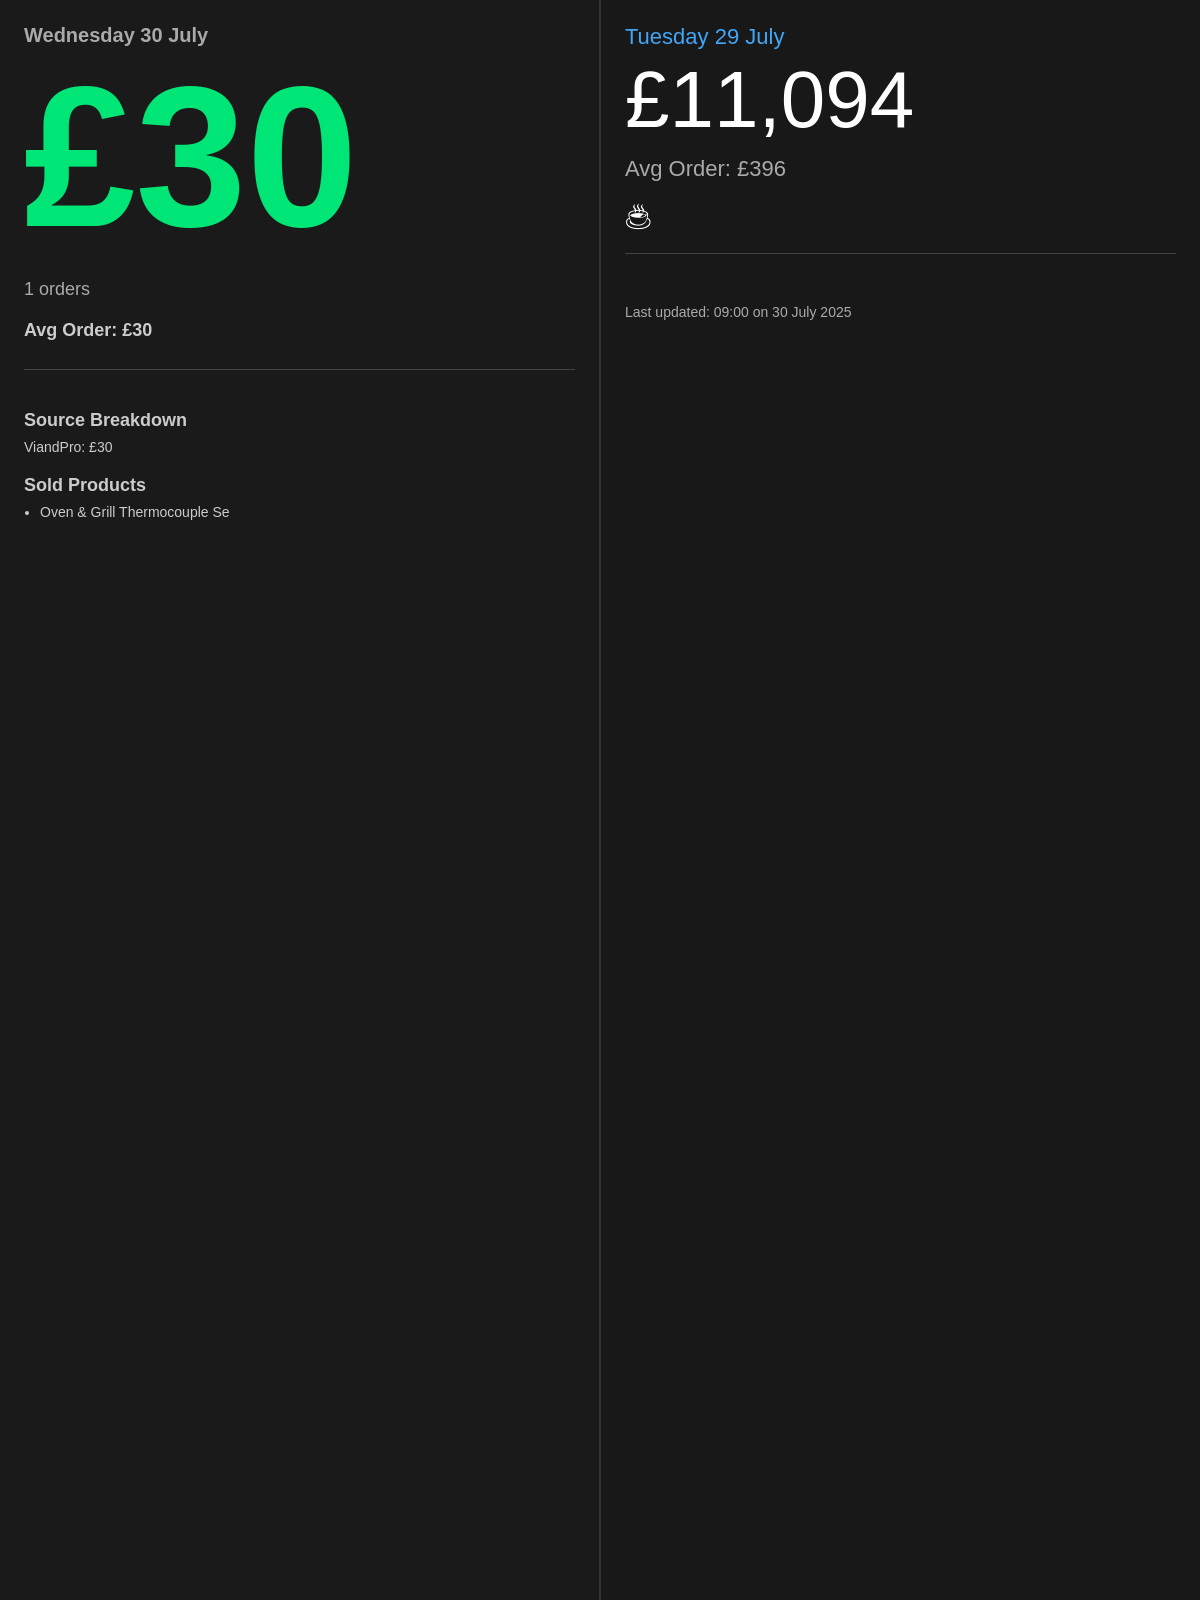 Wednesday 30 July
£30
1 orders
Avg Order: £30
Source Breakdown
ViandPro: £30
Sold Products
• Oven & Grill Thermocouple Se
Tuesday 29 July
£11,094
Avg Order: £396
☕
Last updated: 09:00 on 30 July 2025